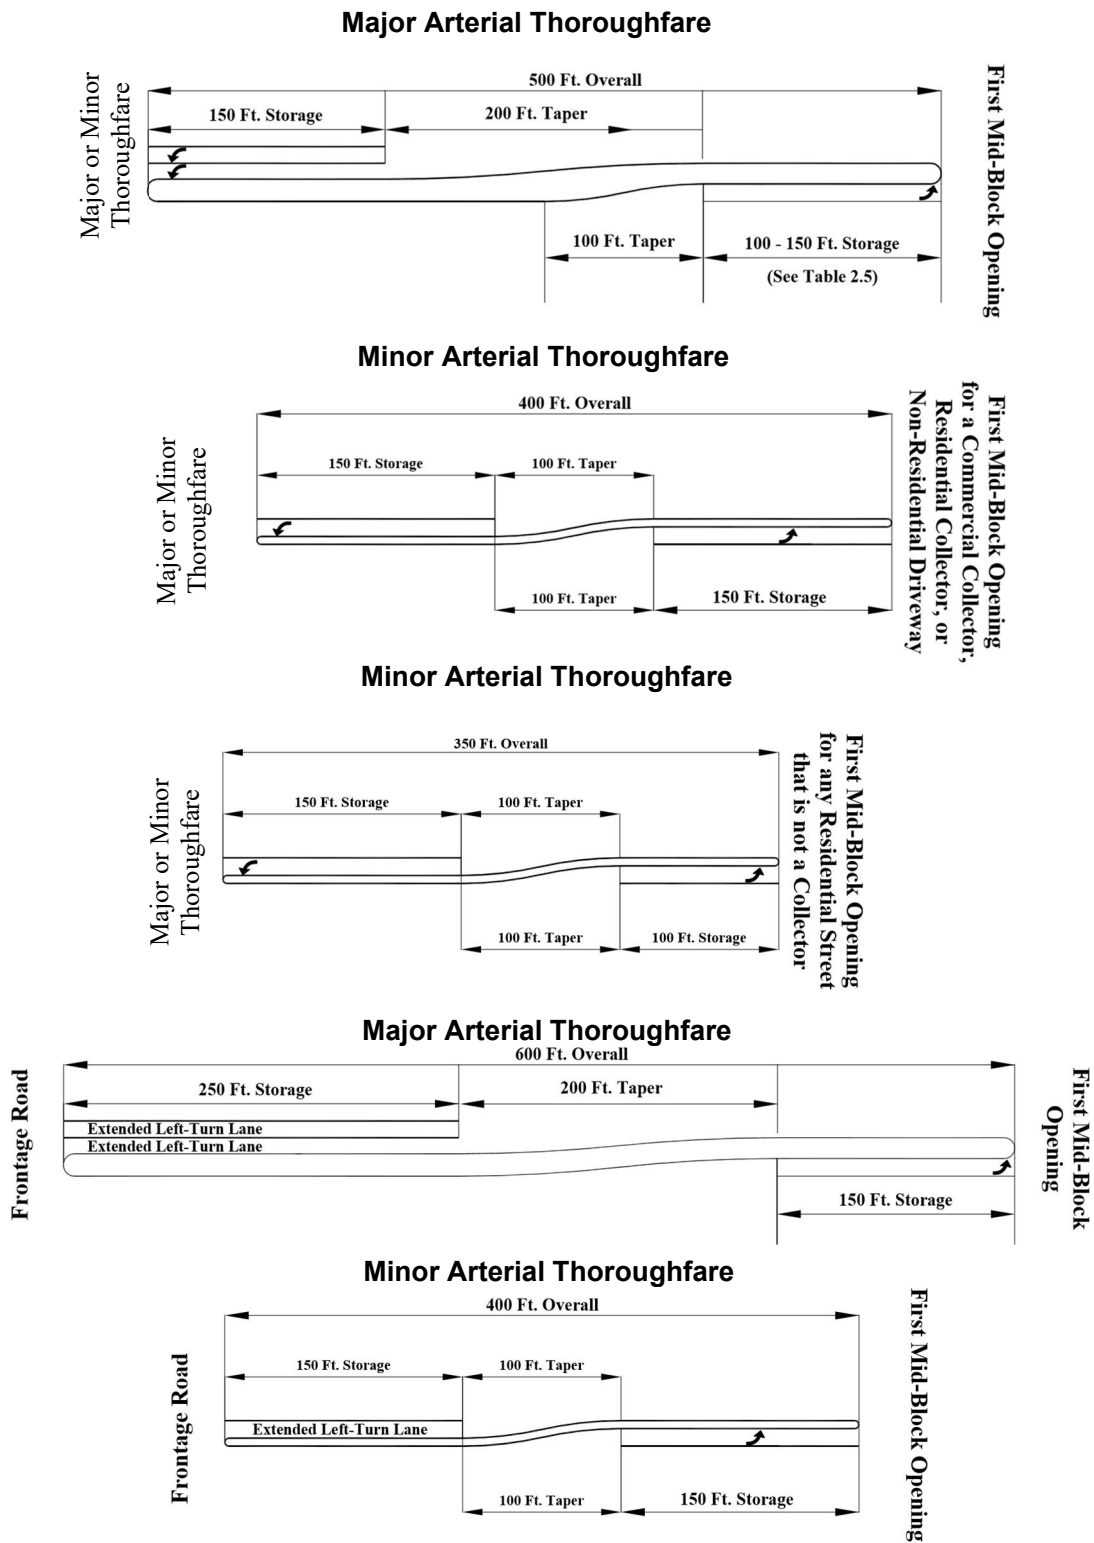 Major Arterial Thoroughfare
500 Ft. Overall
150 Ft. Storage
200 Ft. Taper
Major or Minor
Thoroughfare
First Mid-Block Opening
100 Ft. Taper
100 - 150 Ft. Storage
(See Table 2.5)
Minor Arterial Thoroughfare
400 Ft. Overall
150 Ft. Storage
100 Ft. Taper
Major or Minor
Thoroughfare
First Mid-Block Opening
for a Commercial Collector,
Residential Collector, or
Non-Residential Driveway
100 Ft. Taper
150 Ft. Storage
Minor Arterial Thoroughfare
350 Ft. Overall
150 Ft. Storage
100 Ft. Taper
Major or Minor
Thoroughfare
First Mid-Block Opening
for any Residential Street
that is not a Collector
100 Ft. Taper
100 Ft. Storage
Major Arterial Thoroughfare
600 Ft. Overall
250 Ft. Storage
200 Ft. Taper
Frontage Road
Extended Left-Turn Lane
Extended Left-Turn Lane
First Mid-Block
Opening
150 Ft. Storage
Minor Arterial Thoroughfare
400 Ft. Overall
150 Ft. Storage
100 Ft. Taper
Frontage Road
Extended Left-Turn Lane
First Mid-Block Opening
100 Ft. Taper
150 Ft. Storage